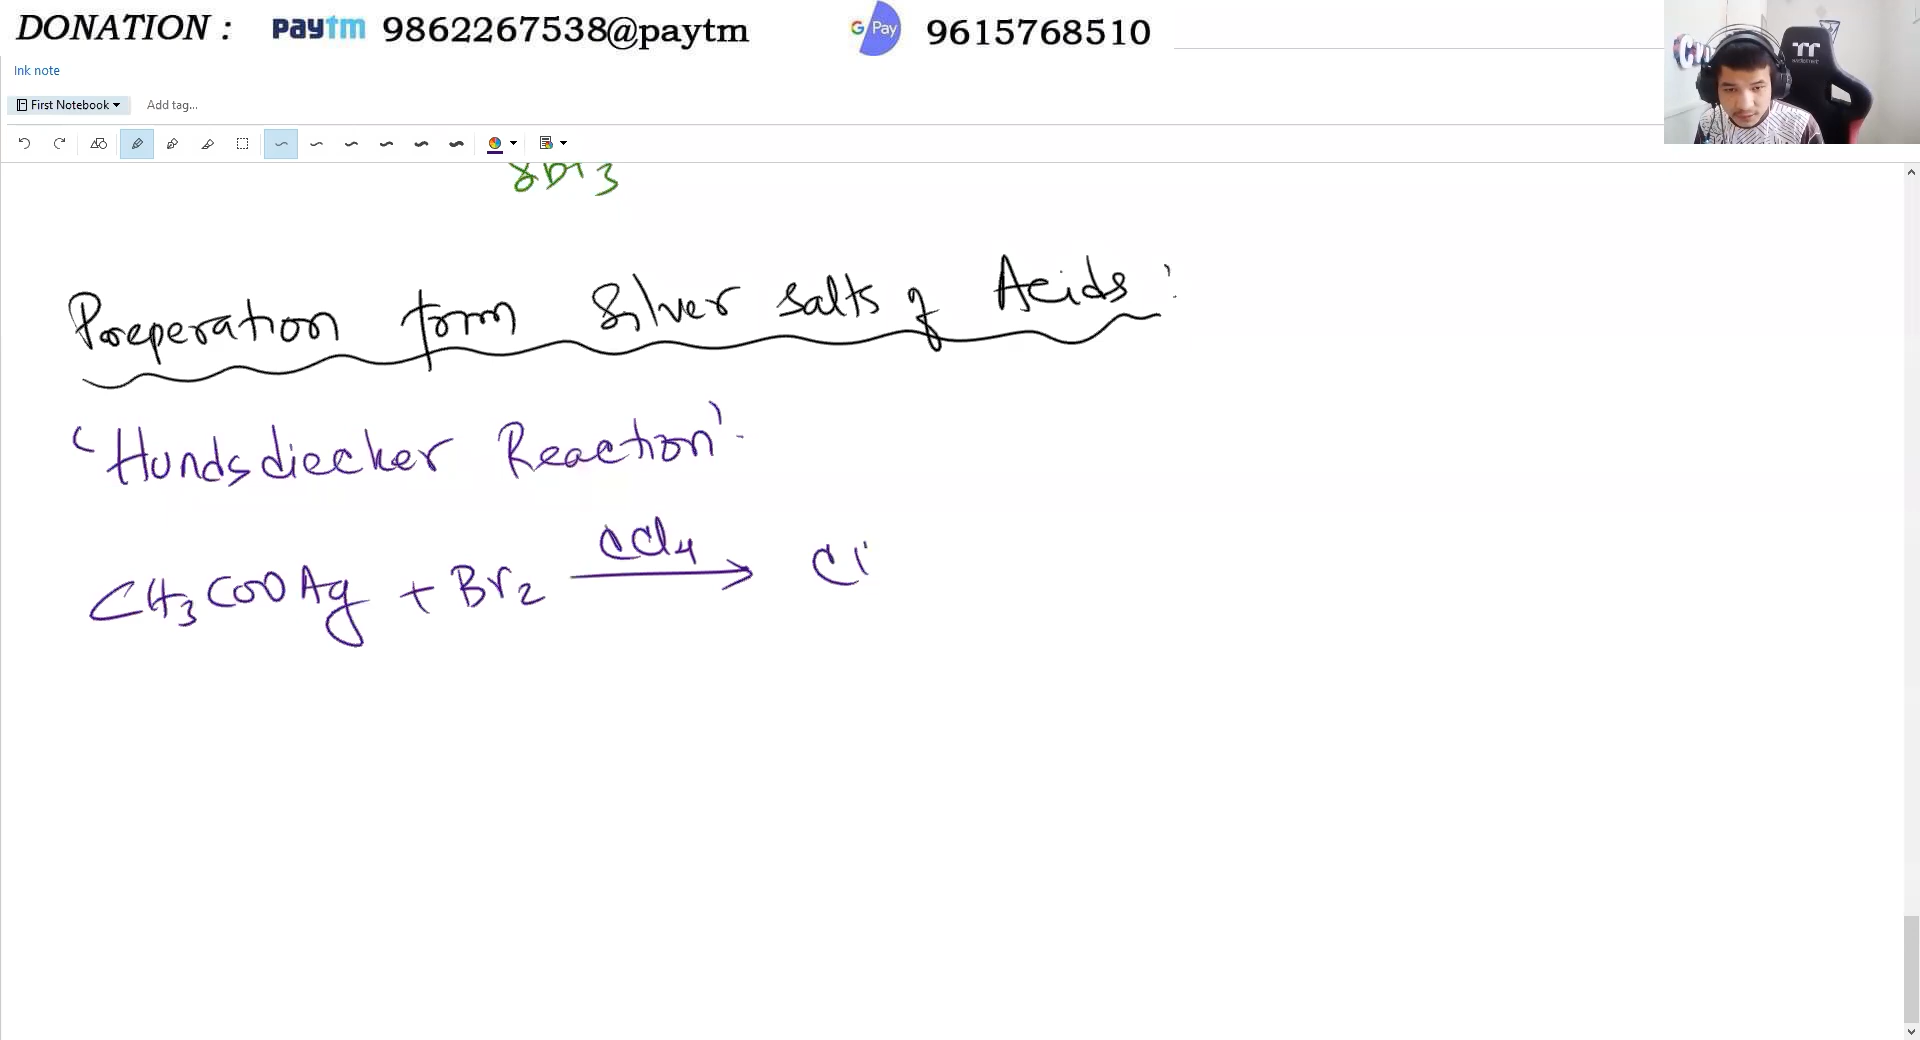 DONATION : Paytm 9862267538@paytm G Pay 9615768510
Ink note
First Notebook Add tag...
Preperation form Silver salts of Acids :
'Hundsdiecker Reaction'.
CH3COOAg + Br2 CCl4 → Cl